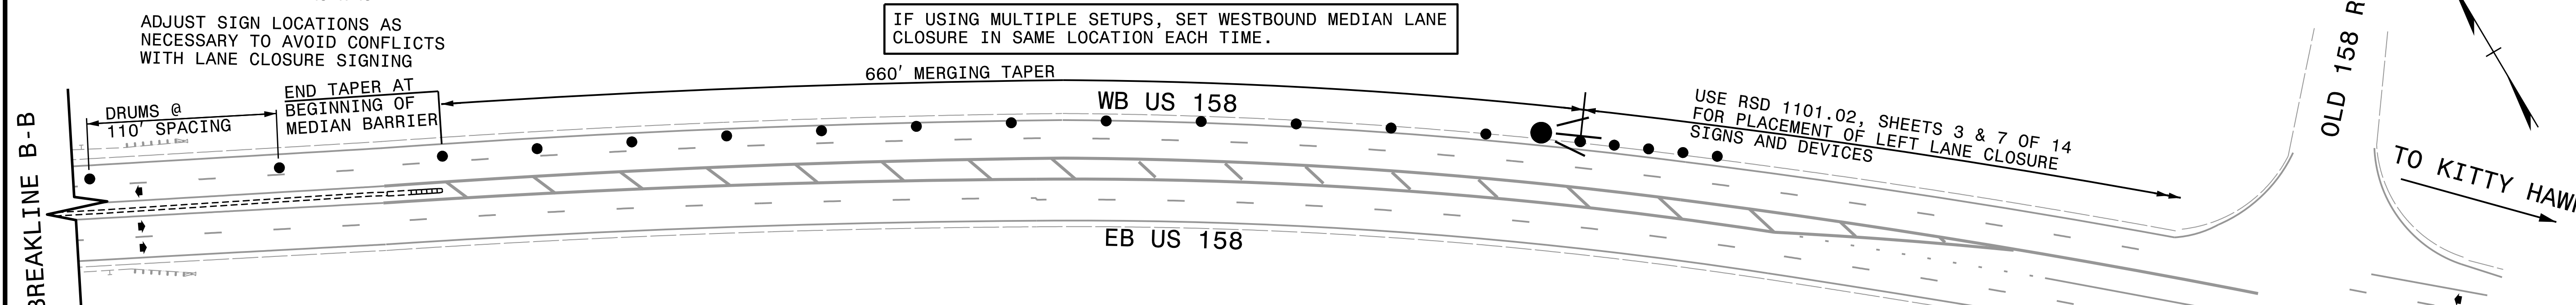 ADJUST SIGN LOCATIONS AS
NECESSARY TO AVOID CONFLICTS
WITH LANE CLOSURE SIGNING
IF USING MULTIPLE SETUPS, SET WESTBOUND MEDIAN LANE
CLOSURE IN SAME LOCATION EACH TIME.
BREAKLINE B-B
DRUMS @
110' SPACING
END TAPER AT
BEGINNING OF
MEDIAN BARRIER
660' MERGING TAPER
WB US 158
EB US 158
USE RSD 1101.02, SHEETS 3 & 7 OF 14
FOR PLACEMENT OF LEFT LANE CLOSURE
SIGNS AND DEVICES
OLD 158 R
TO KITTY